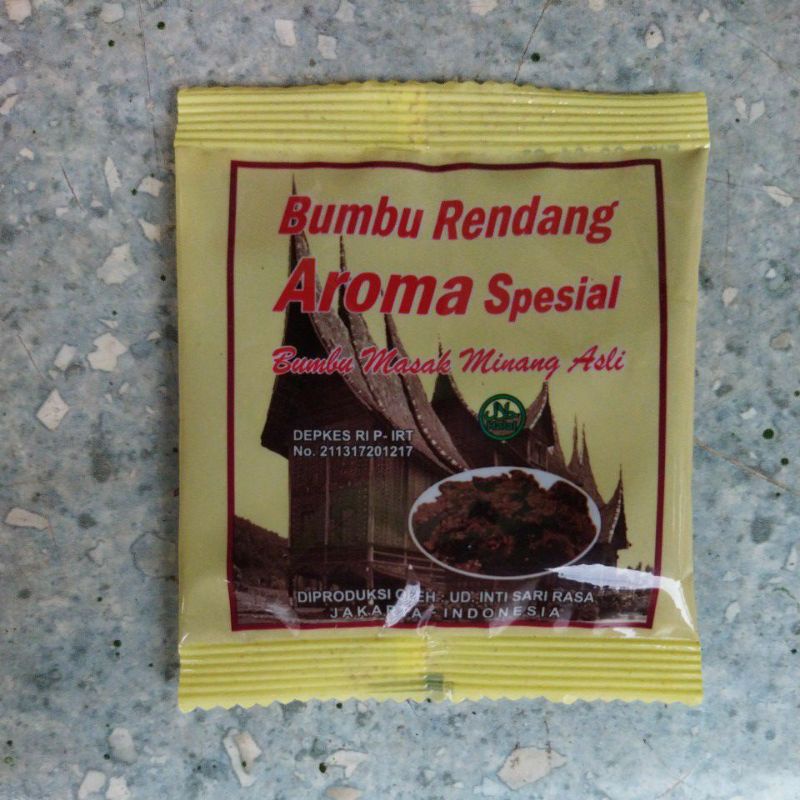 Bumbu Rendang
Aroma Spesial
Bumbu Masak Minang Asli
Halal
DEPKES RI P- IRT
No. 211317201217
DIPRODUKSI OLEH : UD. INTI SARI RASA
JAKARTA - INDONESIA